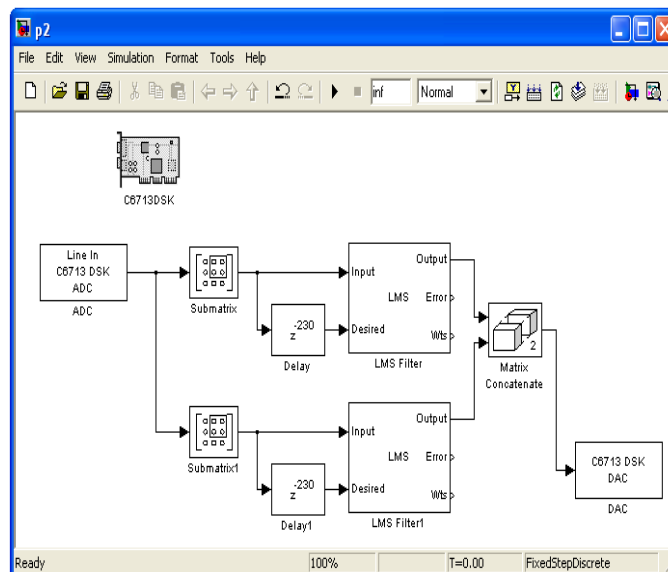 p2
File Edit View Simulation Format Tools Help
inf Normal
C6713DSK
Line In
C6713 DSK
ADC
ADC
Submatrix
-230
z
Delay
Input
Desired
LMS
Output
Error
Wts
LMS Filter
2
Matrix
Concatenate
Submatrix1
-230
z
Delay1
Input
Desired
LMS
Output
Error
Wts
LMS Filter1
C6713 DSK
DAC
DAC
Ready 100% T=0.00 FixedStepDiscrete